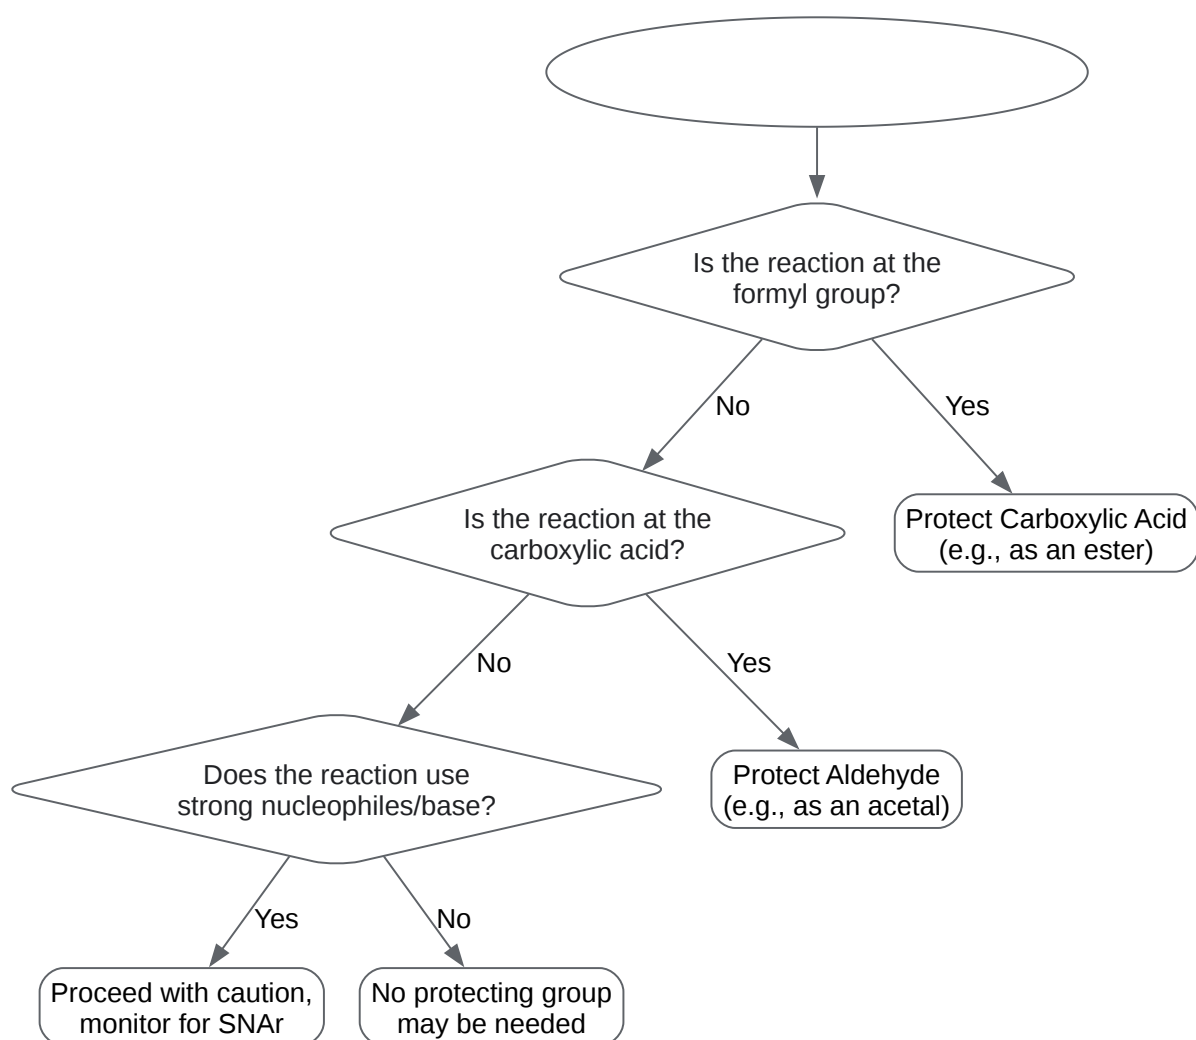 Is the reaction at the
formyl group?
No
Yes
Is the reaction at the
carboxylic acid?
Protect Carboxylic Acid
(e.g., as an ester)
No
Yes
Does the reaction use
strong nucleophiles/base?
Protect Aldehyde
(e.g., as an acetal)
Yes
No
Proceed with caution,
monitor for SNAr
No protecting group
may be needed